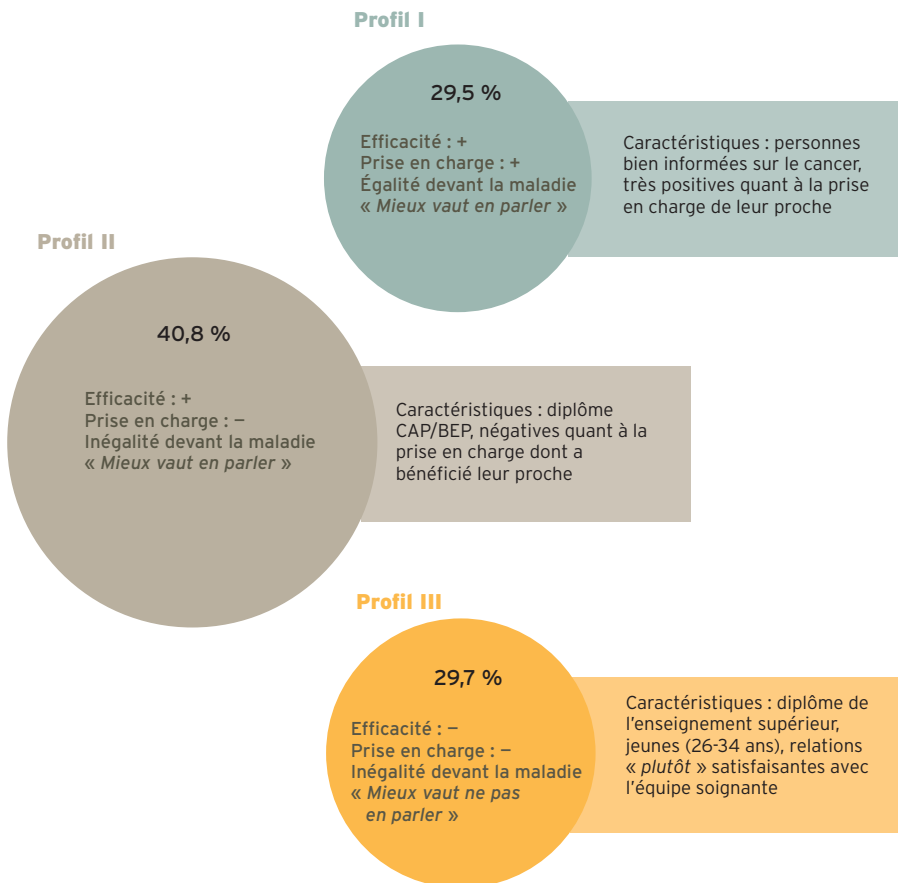 Profil I
29,5 %
Efficacité : +
Prise en charge : +
Égalité devant la maladie
« Mieux vaut en parler »
Caractéristiques : personnes
bien informées sur le cancer,
très positives quant à la prise
en charge de leur proche
Profil II
40,8 %
Efficacité : +
Prise en charge : –
Inégalité devant la maladie
« Mieux vaut en parler »
Caractéristiques : diplôme
CAP/BEP, négatives quant à la
prise en charge dont a
bénéficié leur proche
Profil III
29,7 %
Efficacité : –
Prise en charge : –
Inégalité devant la maladie
« Mieux vaut ne pas
en parler »
Caractéristiques : diplôme de
l’enseignement supérieur,
jeunes (26-34 ans), relations
« plutôt » satisfaisantes avec
l’équipe soignante